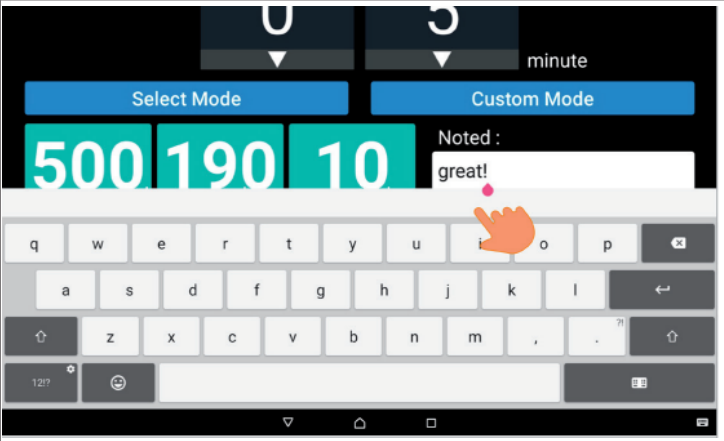 0 5
minute
Select Mode Custom Mode
500 190 10 Noted :
great!
q w e r t y u i o p
a s d f g h j k l
z x c v b n m , . ?!
12!?